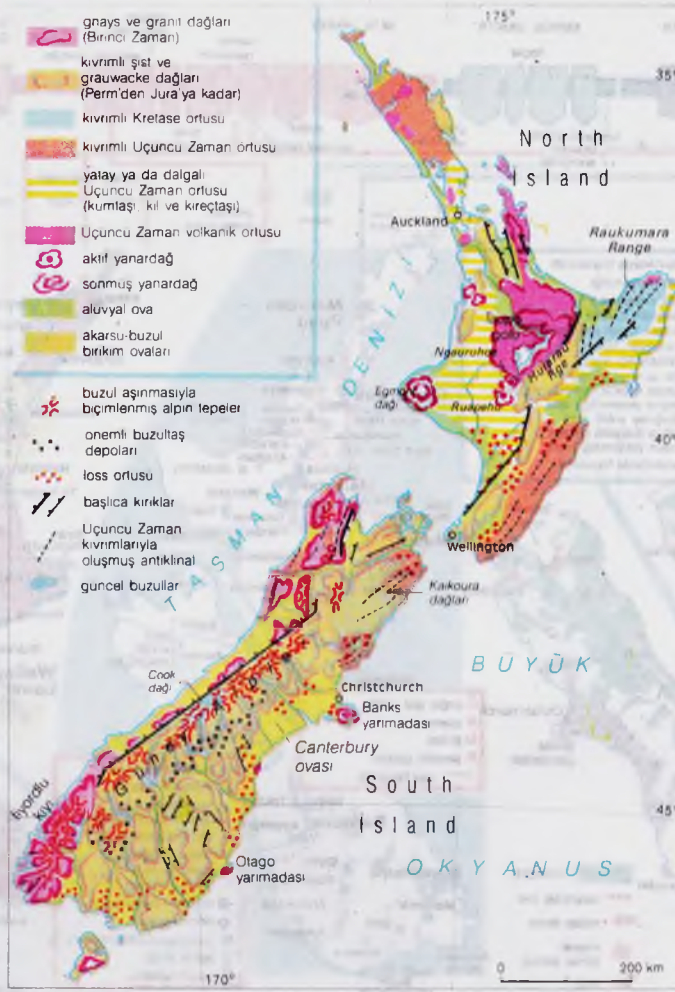 gnays ve granit dağları
(Birinci Zaman)
kıvrımlı şist ve
grauwacke dağları
(Perm'den Jura'ya kadar)
kıvrımlı Kretase örtüsü
kıvrımlı Üçüncü Zaman örtüsü
yatay ya da dalgalı
Üçüncü Zaman örtüsü
(kumtaşı, kil ve kireçtaşı)
Üçüncü Zaman volkanik örtüsü
aktif yanardağ
sönmüş yanardağ
alüvyal ova
akarsu-buzul
birikim ovaları
buzul aşınmasıyla
biçimlenmiş alpin tepeler
önemli buzultaş
depoları
löss örtüsü
başlıca kırıklar
Üçüncü Zaman
kıvrımlarıyla
oluşmuş antiklinal
güncel buzullar
175°
35°
North
Island
Auckland
Raukumara
Range
Ngauruhoe
Huiarau
Rge
Egmont
dağı
Ruapehu
40°
TASMAN DENİZİ
Wellington
Kaikoura
dağları
BÜYÜK
Cook
dağı
Christchurch
Banks
yarımadası
Canterbury
ovası
South
Island
45°
fiyordlu
kıyı
Otago
yarımadası
OKYANUS
170°
0 200 km